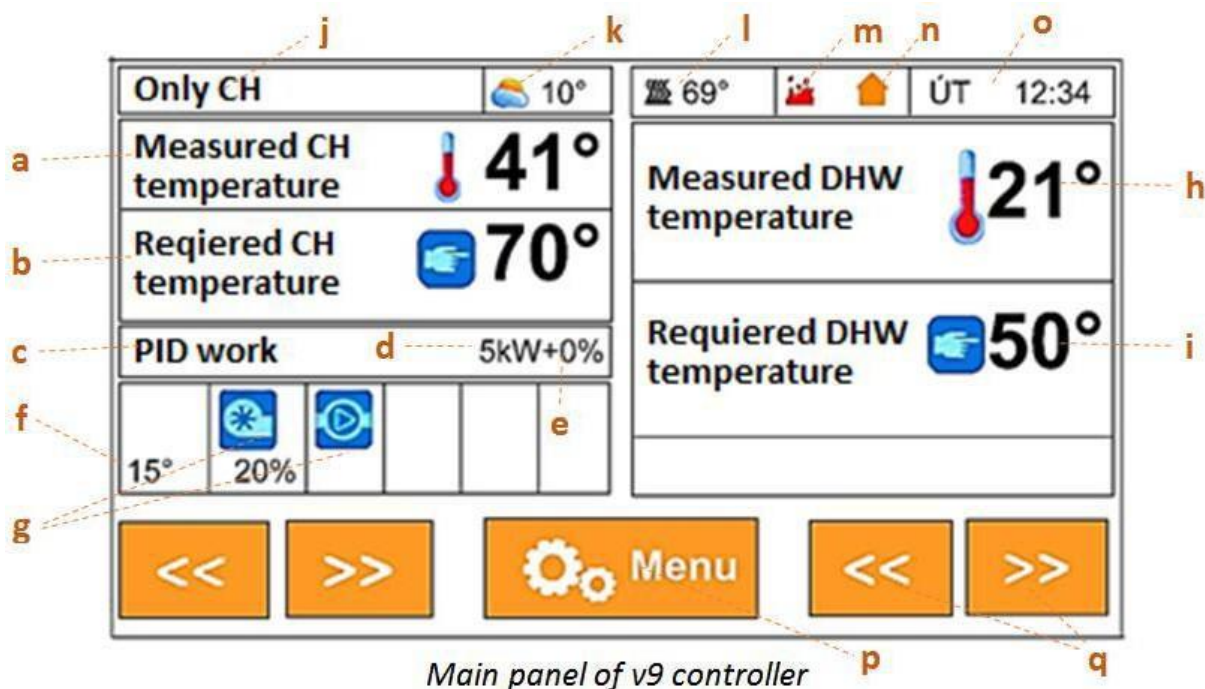 j k l m n o
Only CH 10° 69° ÚT 12:34
a Measured CH
temperature 41°
b Reqiered CH
temperature 70°
Measured DHW
temperature 21° h
c PID work d 5kW+0%
e
Requiered DHW
temperature 50° i
f 15° 20%
g
<< >> Menu << >>
p q
Main panel of v9 controller